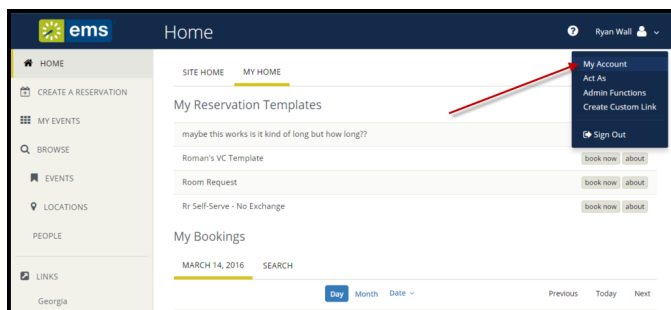 ems
Home
? Ryan Wall
HOME
CREATE A RESERVATION
MY EVENTS
BROWSE
EVENTS
LOCATIONS
PEOPLE
LINKS
Georgia
SITE HOME MY HOME
My Account
Act As
Admin Functions
Create Custom Link
Sign Out
My Reservation Templates
maybe this works is it kind of long but how long??
Roman's VC Template book now about
Room Request book now about
Rr Self-Serve - No Exchange book now about
My Bookings
MARCH 14, 2016 SEARCH
Day Month Date Previous Today Next